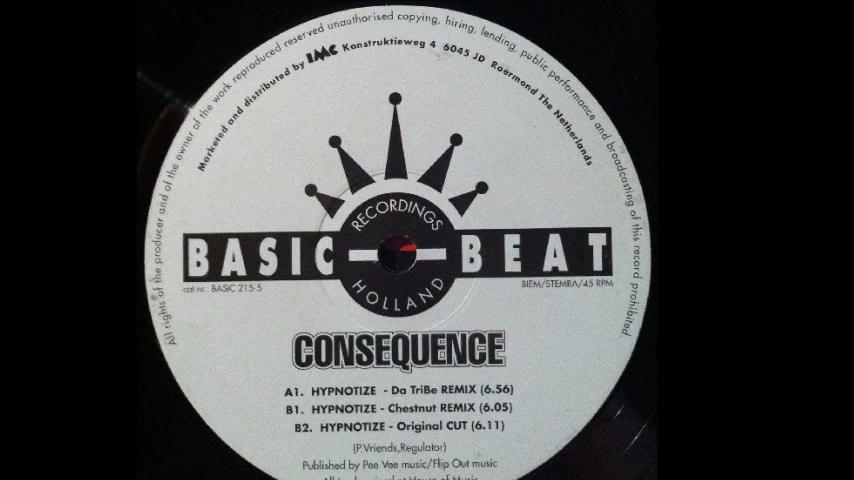 All rights of the producer and of the owner of the work reproduced reserved unauthorised copying, hiring, lending, public performance and broadcasting of this record prohibited.
Marketed and distributed by IMC Konstruktieweg 4 6045 JD Roermond The Netherlands
RECORDINGS
BASIC BEAT
HOLLAND
cat.nr.: BASIC 215-5
BIEM/STEMRA/45 RPM
CONSEQUENCE
A1. HYPNOTIZE - Da TriBe REMIX (6.56)
B1. HYPNOTIZE - Chestnut REMIX (6.05)
B2. HYPNOTIZE - Original CUT (6.11)
(P.Vriends,Regulator)
Published by Pee Vee music/Flip Out music
House of Music